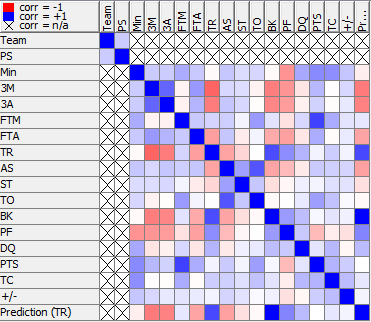 corr = -1
corr = +1
corr = n/a
Team
PS
Min
3M
3A
FTM
FTA
TR
AS
ST
TO
BK
PF
DQ
PTS
TC
+/-
Pr...
Team
PS
Min
3M
3A
FTM
FTA
TR
AS
ST
TO
BK
PF
DQ
PTS
TC
+/-
Prediction (TR)